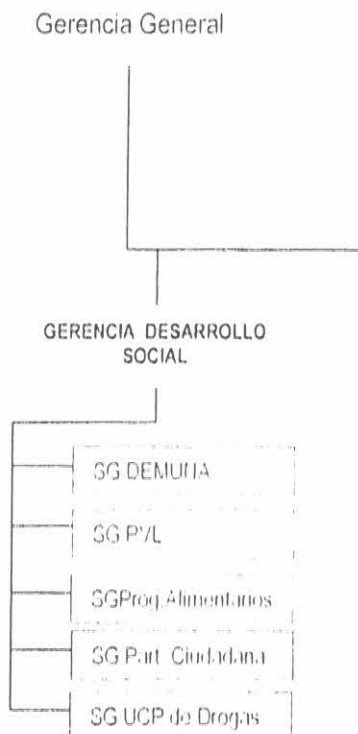 Gerencia General
GERENCIA DESARROLLO
SOCIAL
SG DEMUNA
SG PVL
SGProg.Alimentarios
SG Part. Ciudadana
SG UCP de Drogas